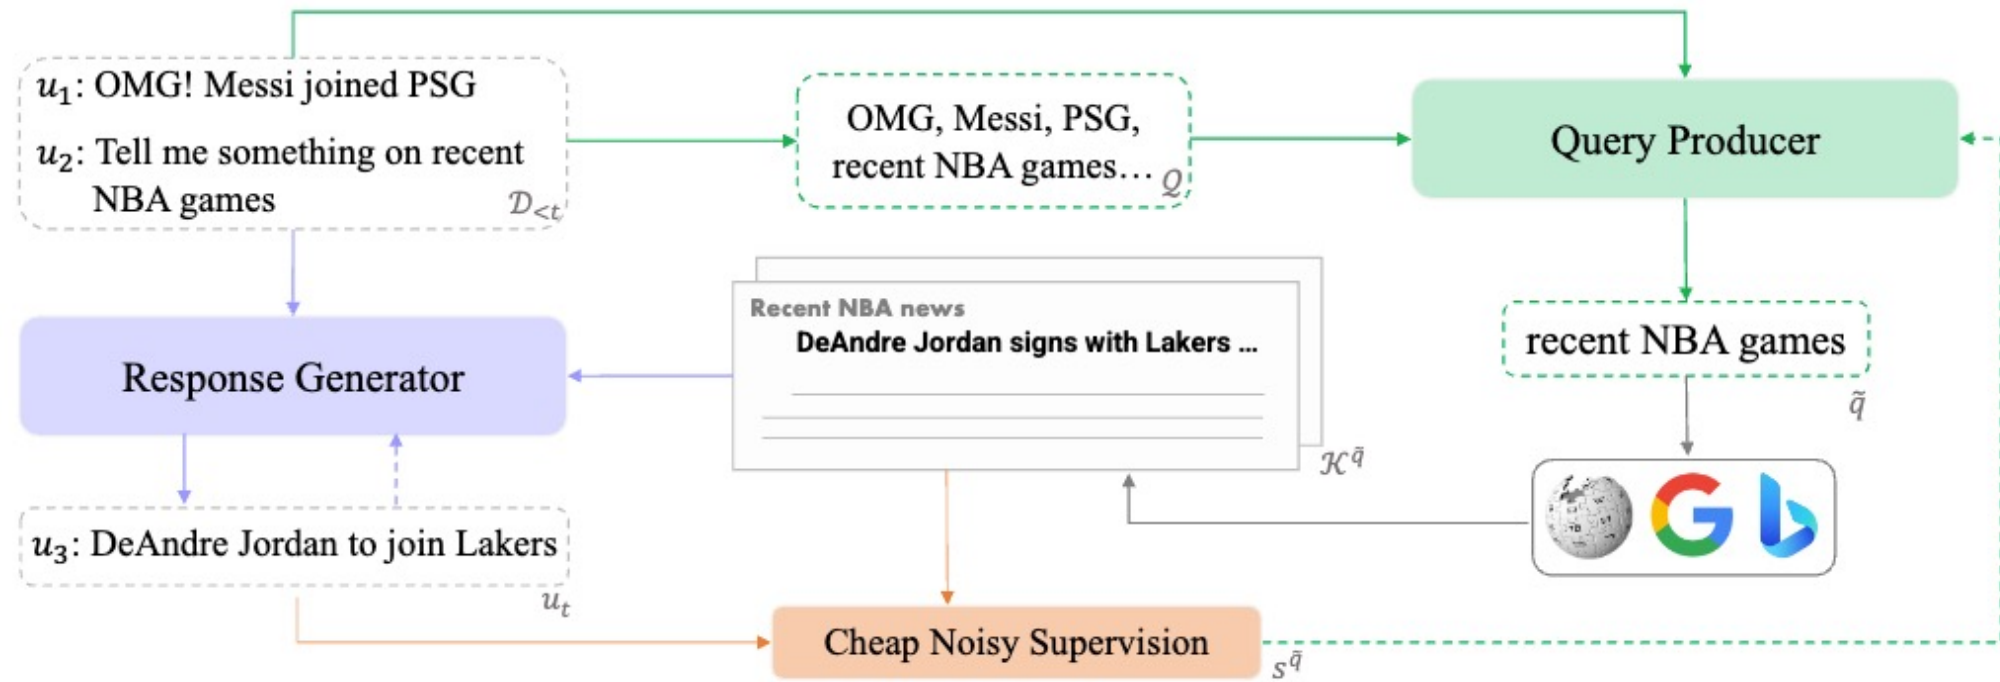 u₁: OMG! Messi joined PSG
u₂: Tell me something on recent
NBA games
𝒟<t
OMG, Messi, PSG,
recent NBA games…
𝒬
Query Producer
Response Generator
Recent NBA news
DeAndre Jordan signs with Lakers ...
𝒦^q̃
recent NBA games
q̃
u₃: DeAndre Jordan to join Lakers
uₜ
Cheap Noisy Supervision
s^q̃